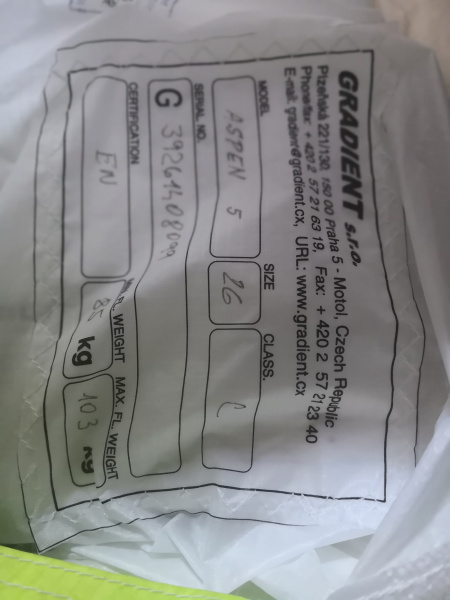 GRADIENT s.r.o.
Plzeňská 221/130, 150 00 Praha 5 - Motol, Czech Republic
Phone/fax: + 420 2 57 21 63 19, Fax: + 420 2 57 21 23 40
E-mail: gradient@gradient.cx, URL: www.gradient.cx
MODEL SIZE CLASS.
ASPEN 5 26 C
SERIAL NO.
G 39261408099
CERTIFICATION FL. WEIGHT MAX. FL. WEIGHT
EN 85 kg 103 kg